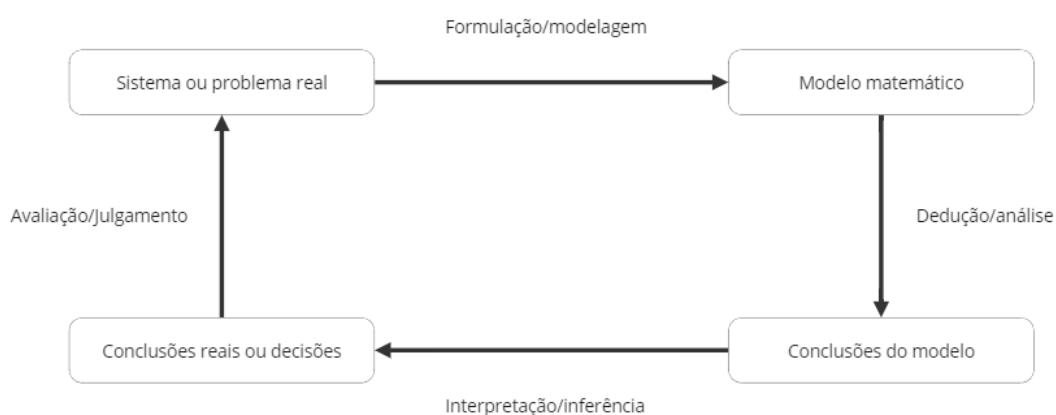 Formulação/modelagem
Sistema ou problema real
Modelo matemático
Avaliação/Julgamento
Dedução/análise
Conclusões reais ou decisões
Conclusões do modelo
Interpretação/inferência